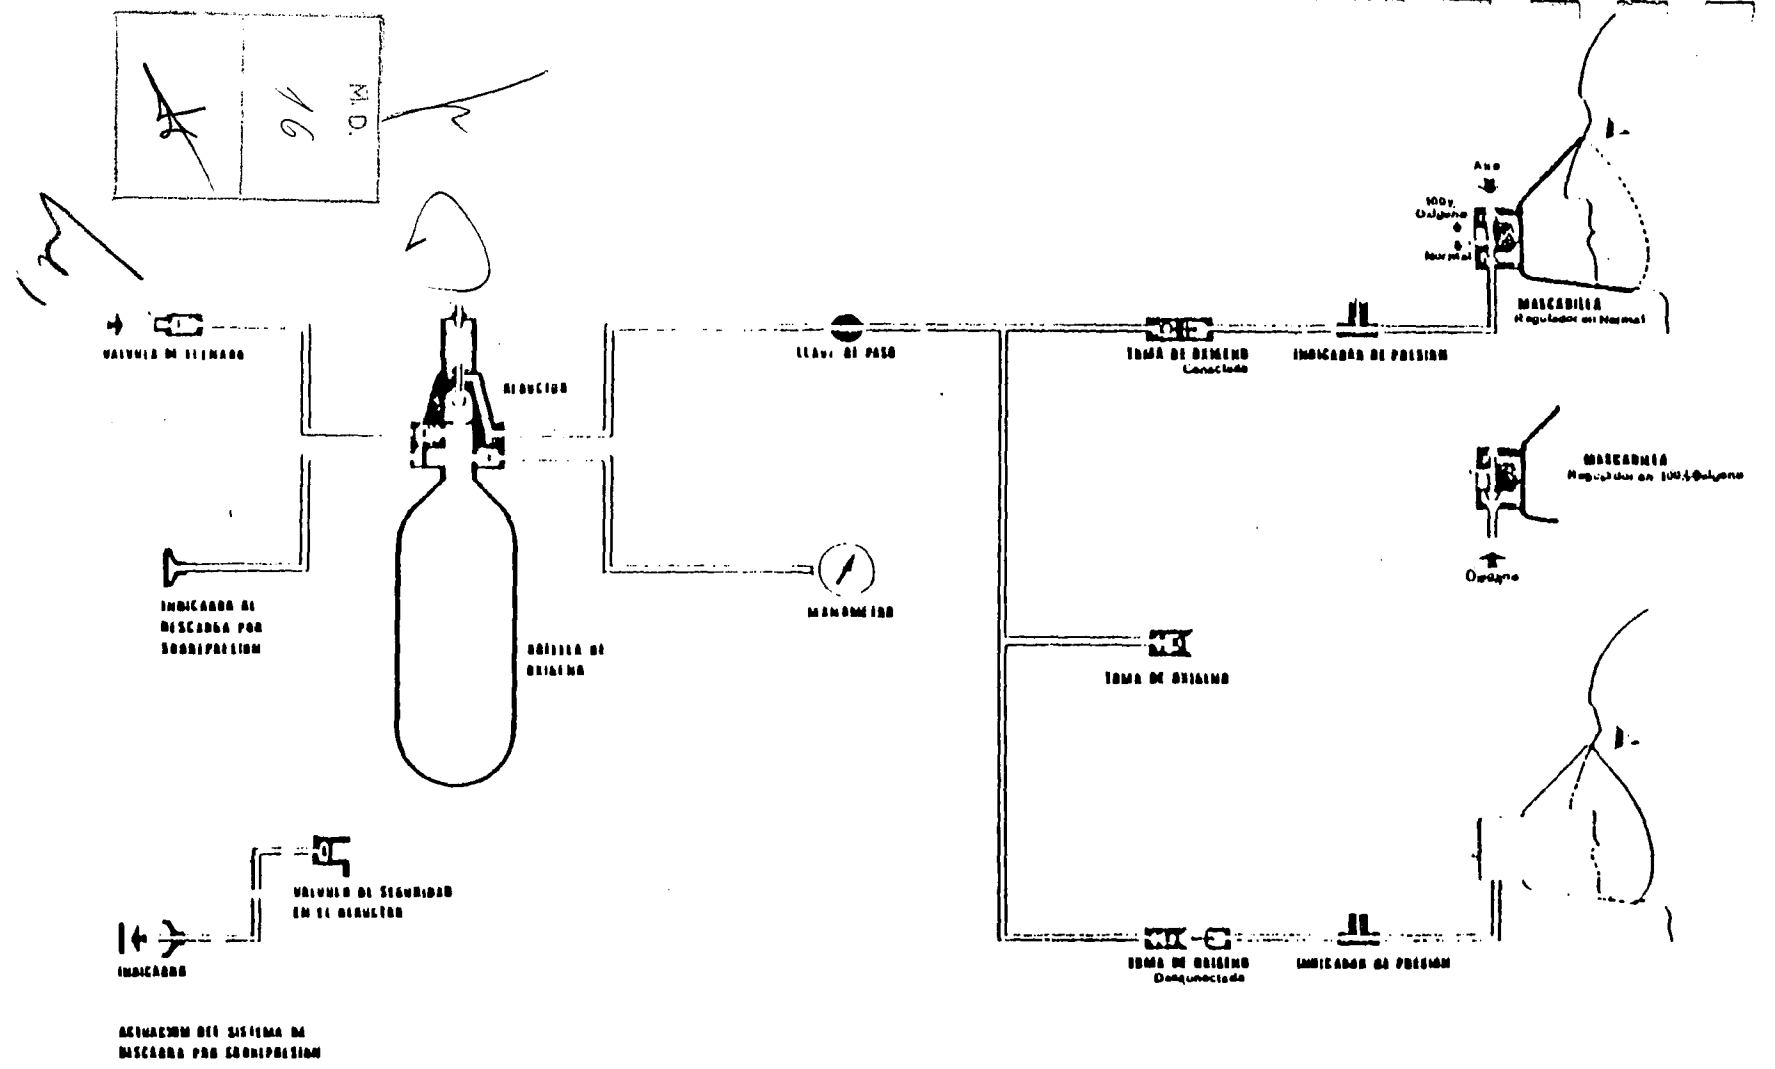 M.D.
16
Aire
100%
Oxigeno
Normal
MASCARILLA
Regulador en Normal
VALVULA DE LLENADO
REDUCTOR
LLAVE DE PASO
TOMA DE OXIGENO
Conectado
INDICADOR DE PRESION
MASCARILLA
Regulador en 100% Oxigeno
Oxigeno
INDICADOR DE
DESCARGA POR
SOBREPRESION
MANOMETRO
BOTELLA DE
OXIGENO
TOMA DE OXIGENO
VALVULA DE SEGURIDAD
EN EL REDUCTOR
INDICADOR
TOMA DE OXIGENO
Desconectado
INDICADOR DE PRESION
ACTUACION DEL SISTEMA DE
DESCARGA POR SOBREPRESION